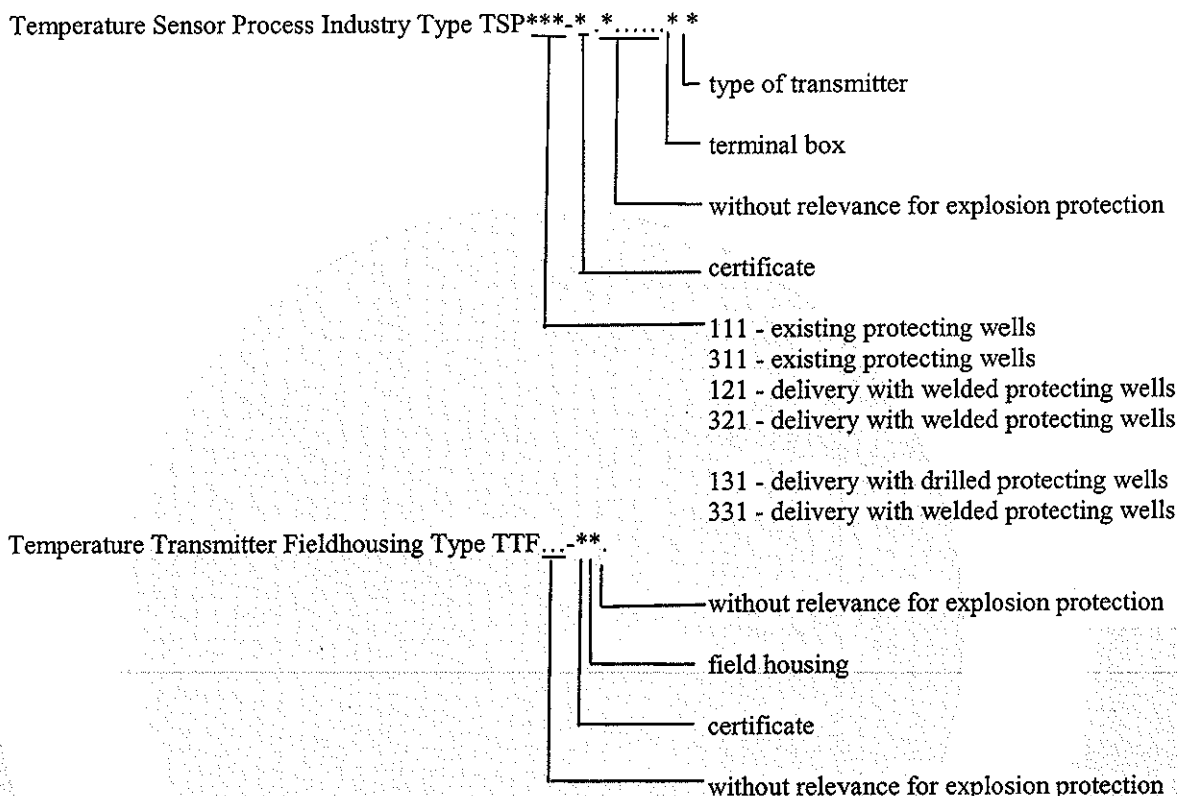 Temperature Sensor Process Industry Type TSP***-*.*......**
type of transmitter
terminal box
without relevance for explosion protection
certificate
111 - existing protecting wells
311 - existing protecting wells
121 - delivery with welded protecting wells
321 - delivery with welded protecting wells
131 - delivery with drilled protecting wells
331 - delivery with welded protecting wells
Temperature Transmitter Fieldhousing Type TTF...-**.
without relevance for explosion protection
field housing
certificate
without relevance for explosion protection